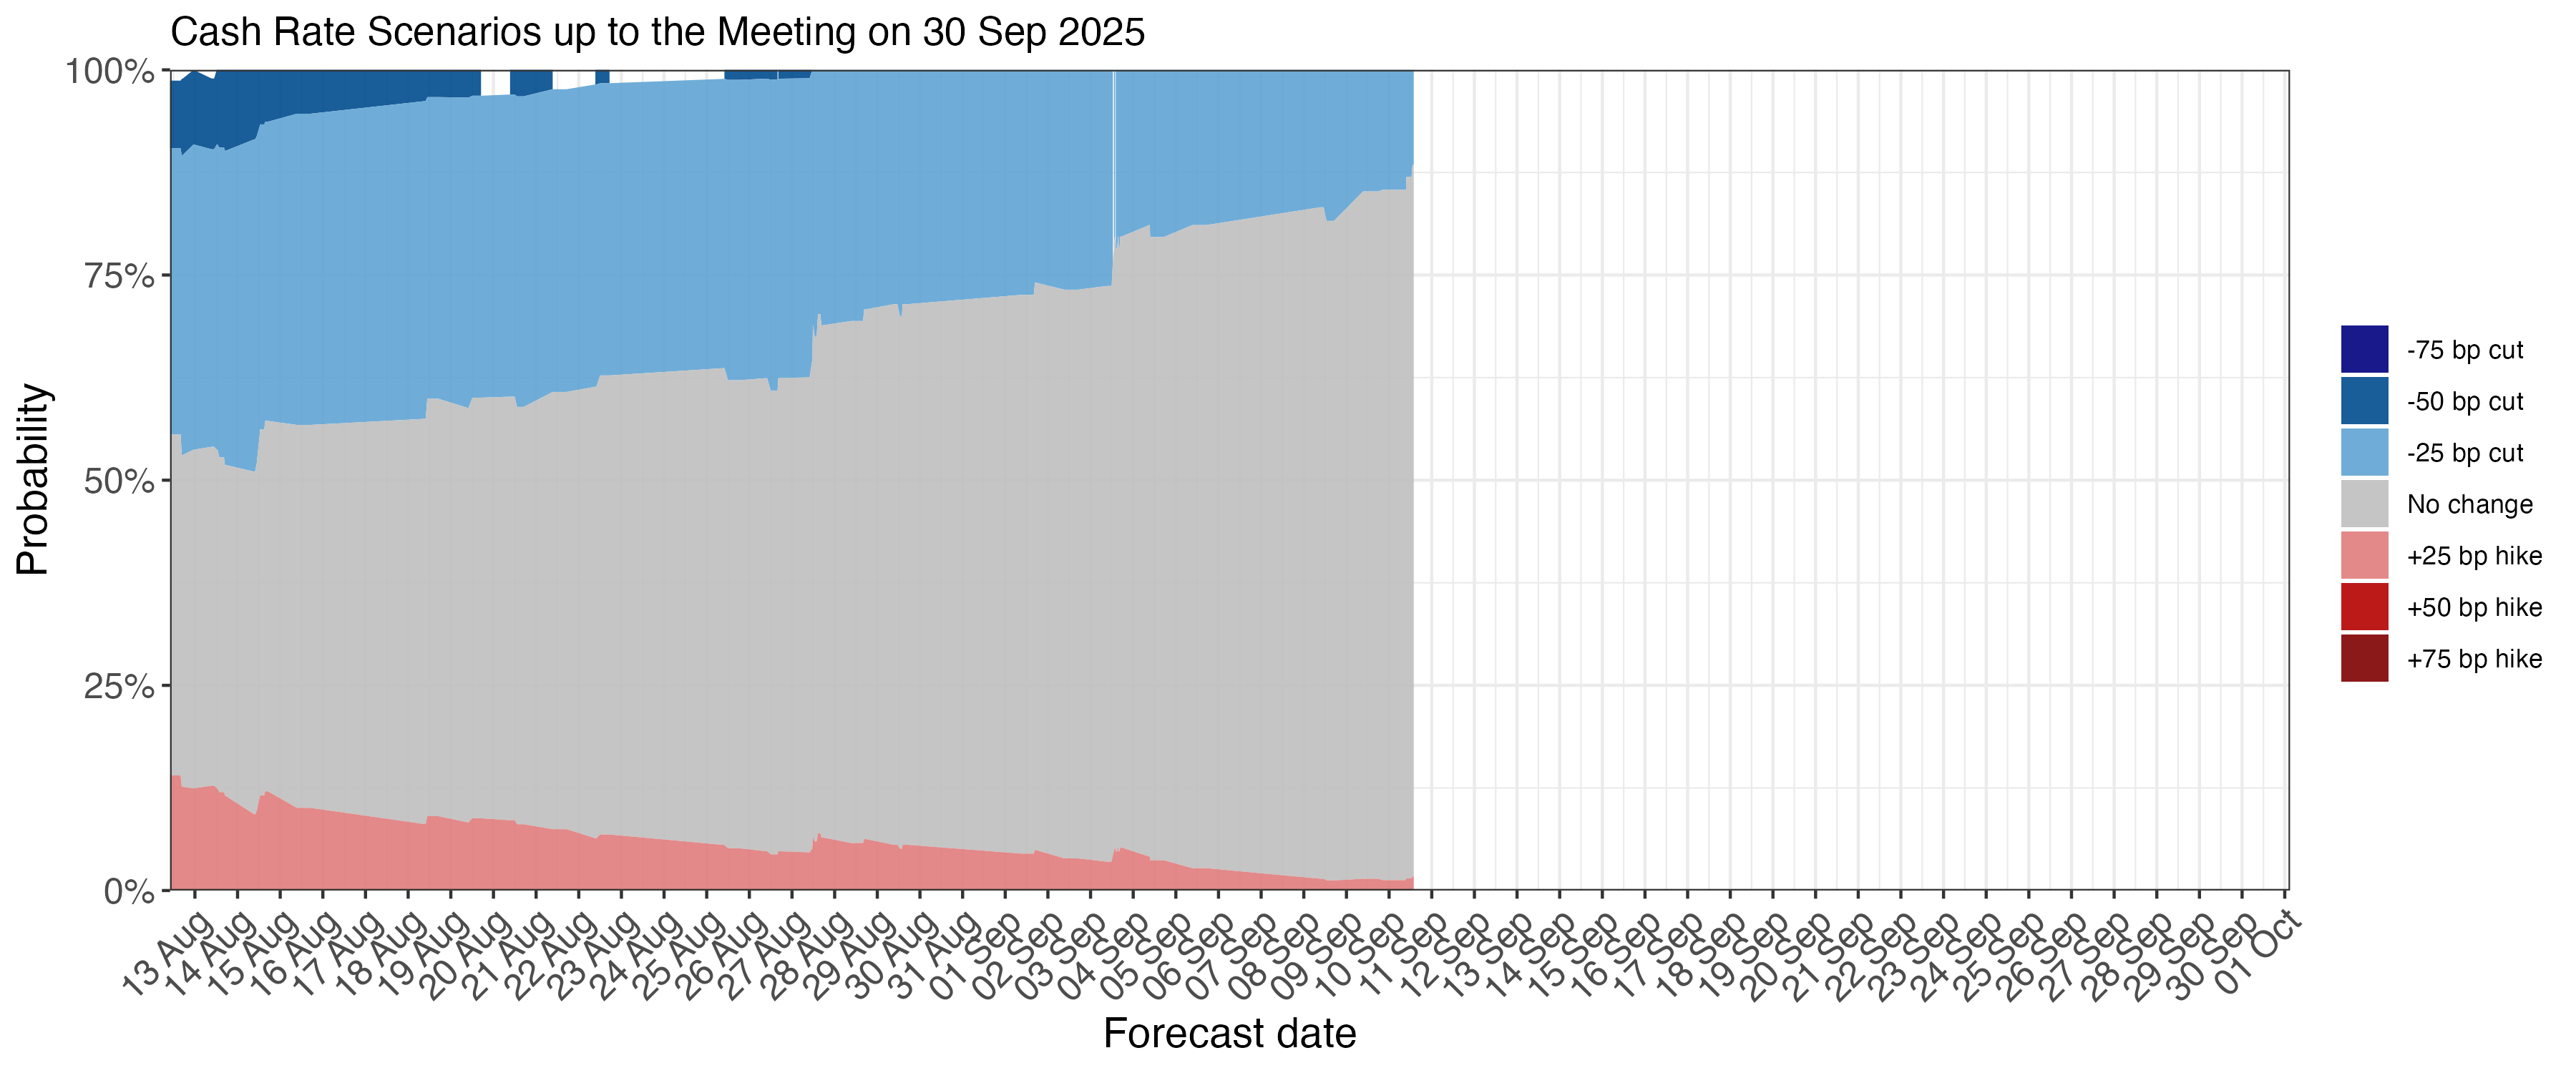 Cash Rate Scenarios up to the Meeting on 30 Sep 2025
100%
75%
50%
25%
0%
Probability
13 Aug
14 Aug
15 Aug
16 Aug
17 Aug
18 Aug
19 Aug
20 Aug
21 Aug
22 Aug
23 Aug
24 Aug
25 Aug
26 Aug
27 Aug
28 Aug
29 Aug
30 Aug
31 Aug
01 Sep
02 Sep
03 Sep
04 Sep
05 Sep
06 Sep
07 Sep
08 Sep
09 Sep
10 Sep
11 Sep
12 Sep
13 Sep
14 Sep
15 Sep
16 Sep
17 Sep
18 Sep
19 Sep
20 Sep
21 Sep
22 Sep
23 Sep
24 Sep
25 Sep
26 Sep
27 Sep
28 Sep
29 Sep
30 Sep
01 Oct
Forecast date
-75 bp cut
-50 bp cut
-25 bp cut
No change
+25 bp hike
+50 bp hike
+75 bp hike